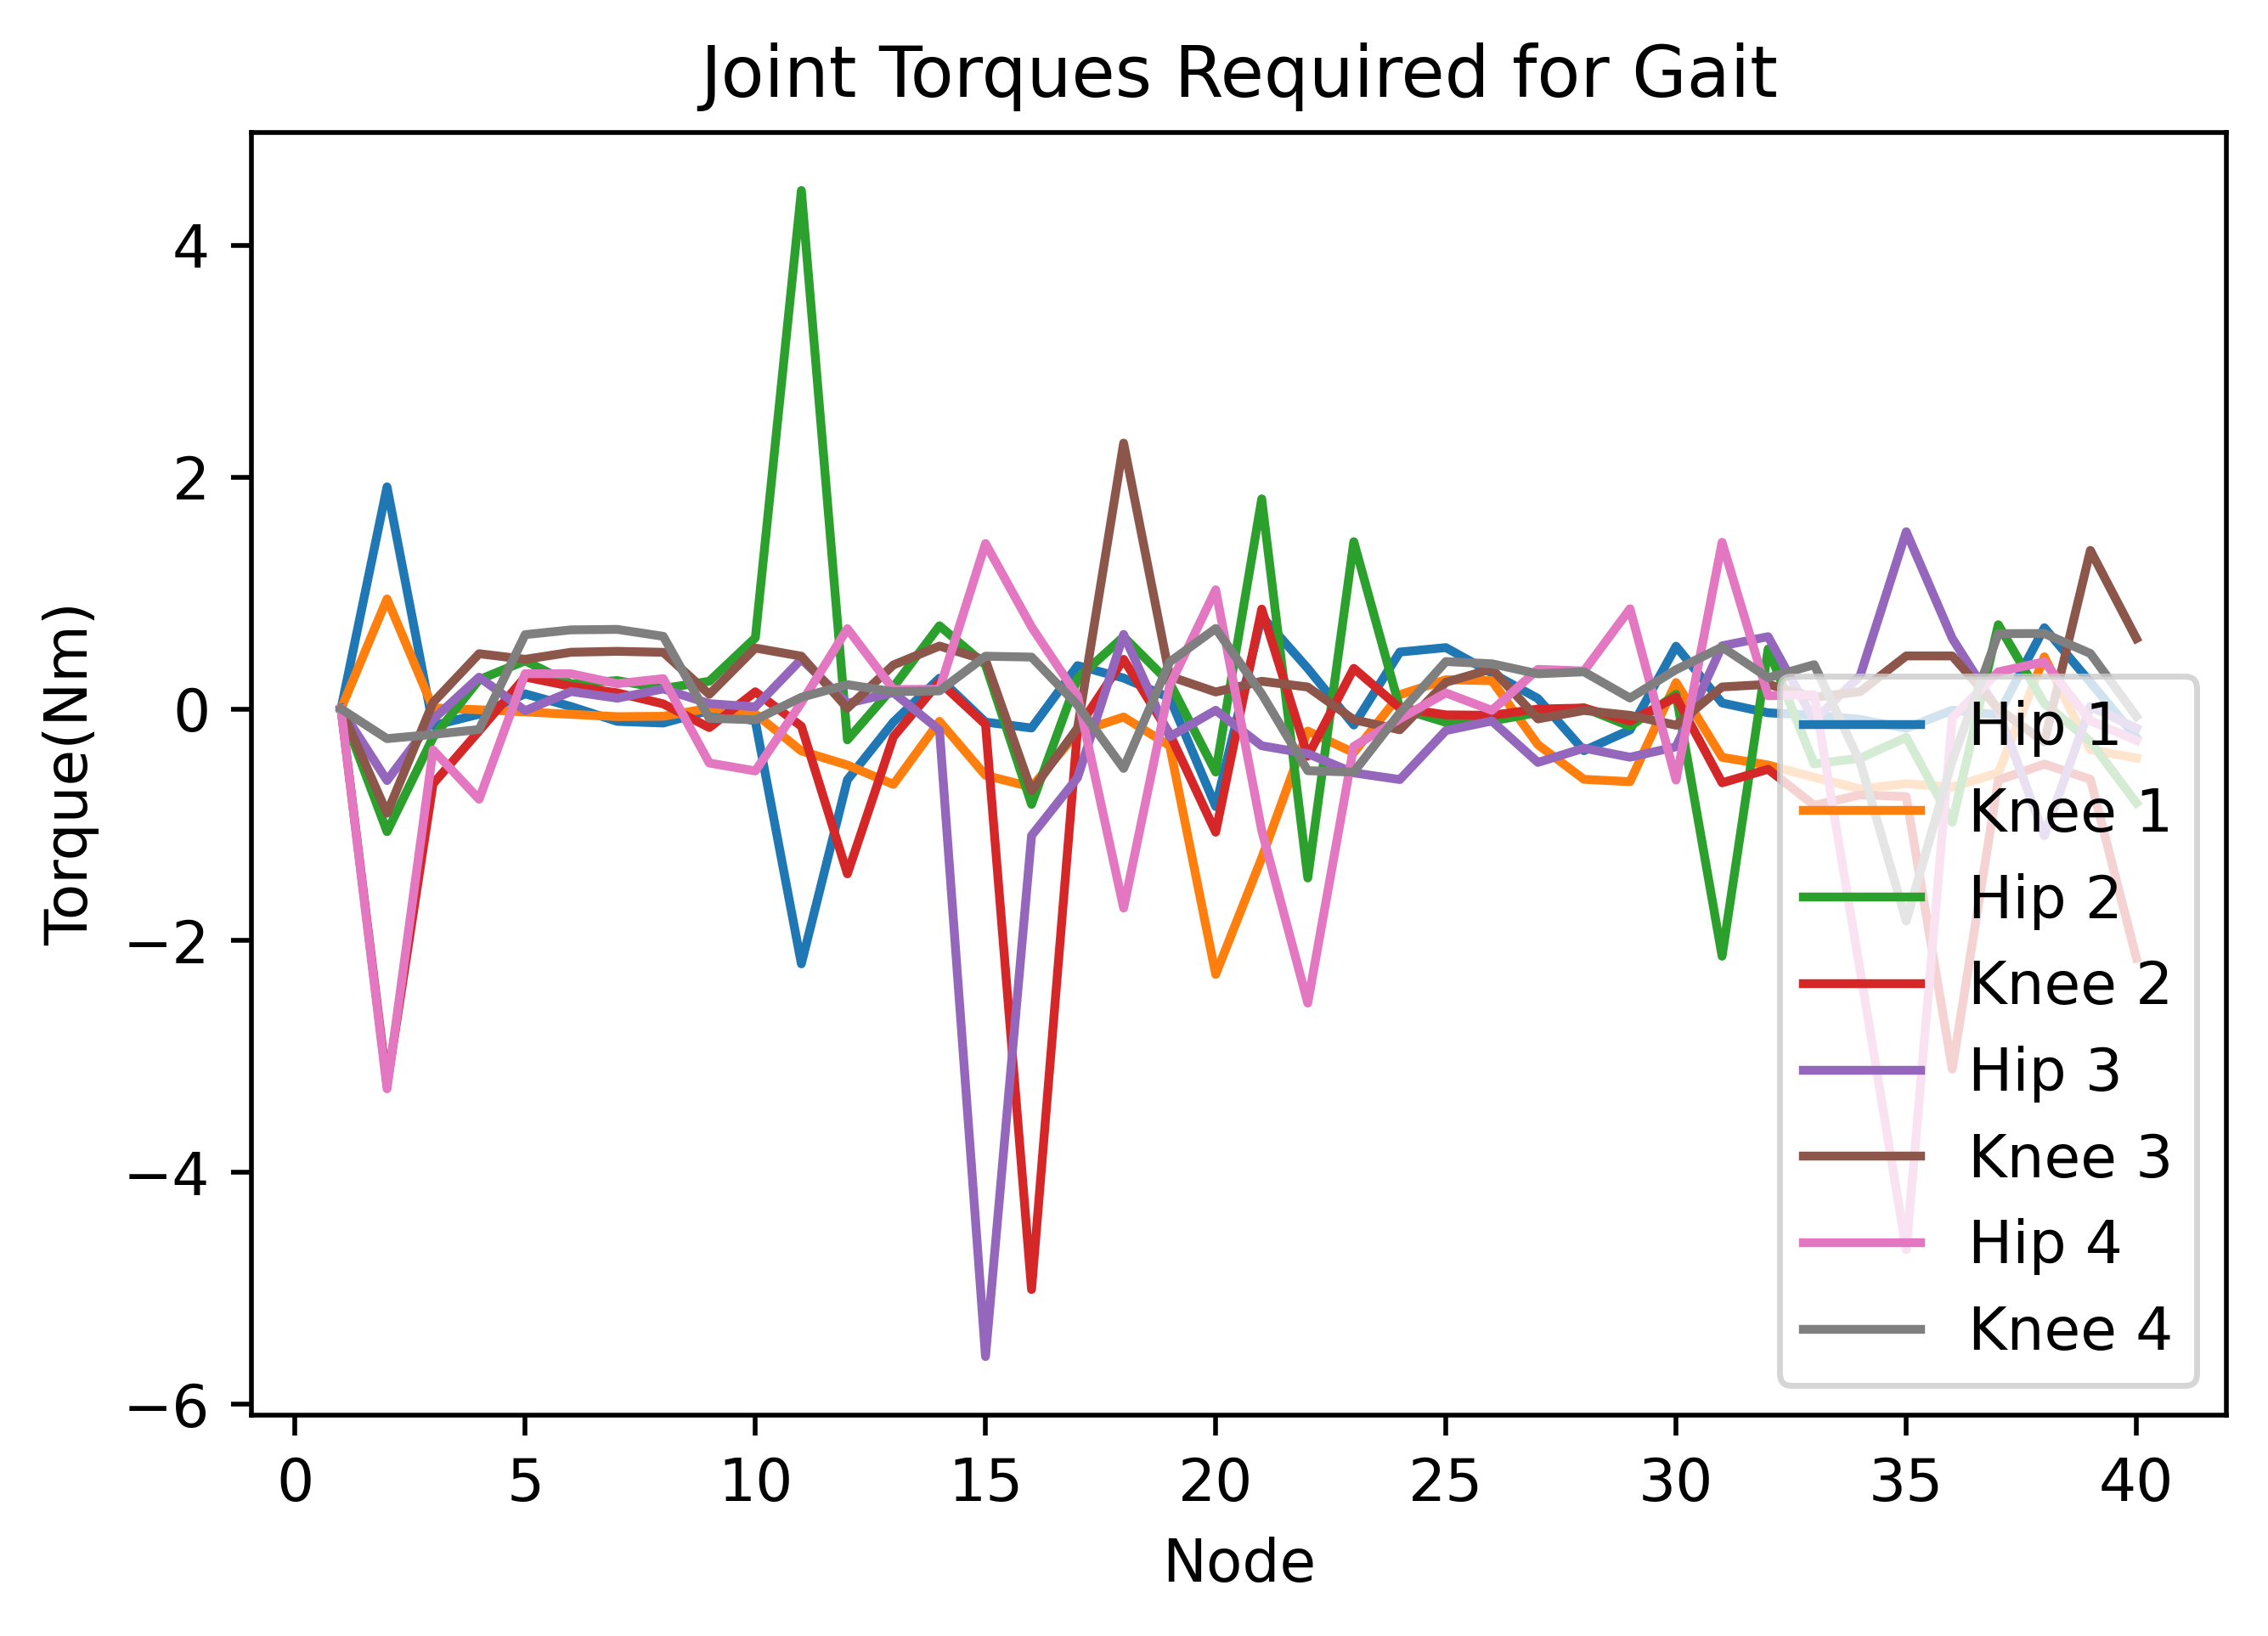 Joint Torques Required for Gait
Torque(Nm)
4
2
0
−2
−4
−6
0 5 10 15 20 25 30 35 40
Node
Hip 1
Knee 1
Hip 2
Knee 2
Hip 3
Knee 3
Hip 4
Knee 4